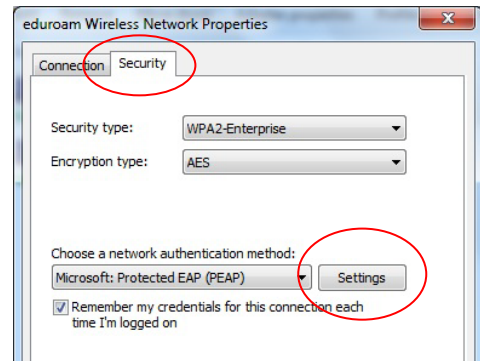 eduroam Wireless Network Properties
Connection Security
Security type: WPA2-Enterprise
Encryption type: AES
Choose a network authentication method:
Microsoft: Protected EAP (PEAP) Settings
Remember my credentials for this connection each
time I'm logged on